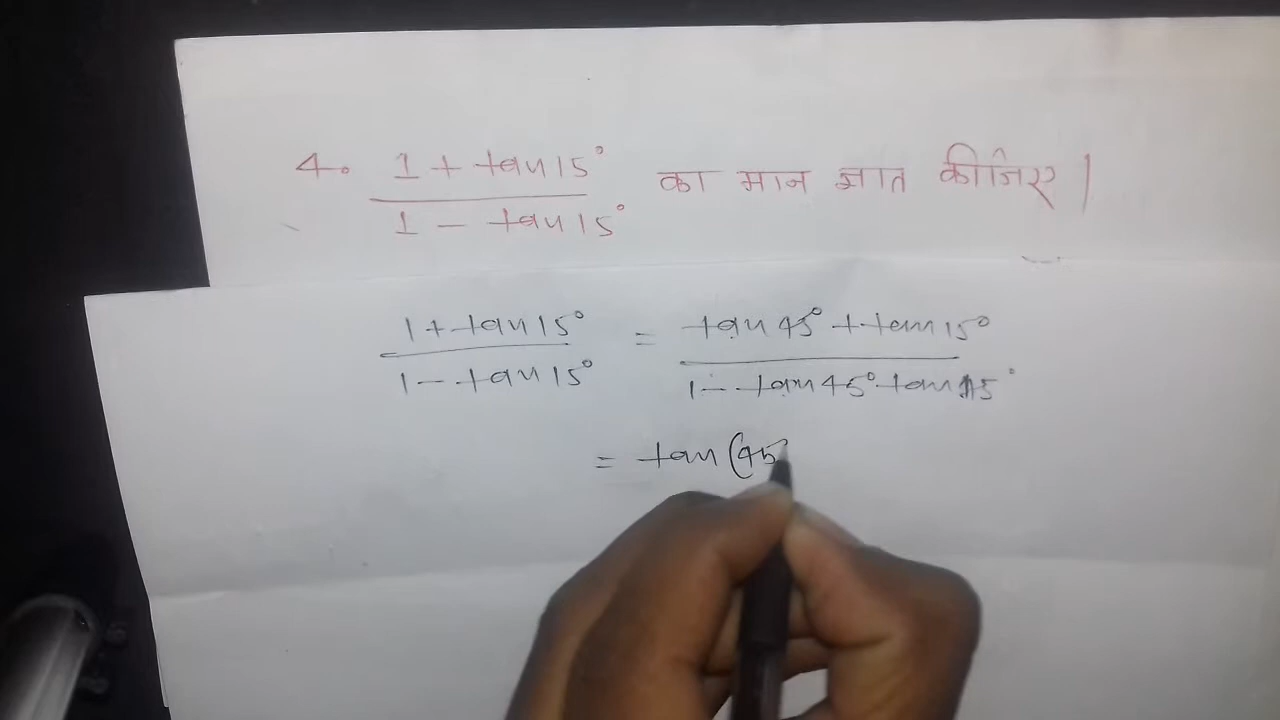 4. 1 + tan15° / 1 - tan15° का मान ज्ञात कीजिए।
1 + tan15° / 1 - tan15° = tan45° + tan15° / 1 - tan45° tan15°
= tan(45°